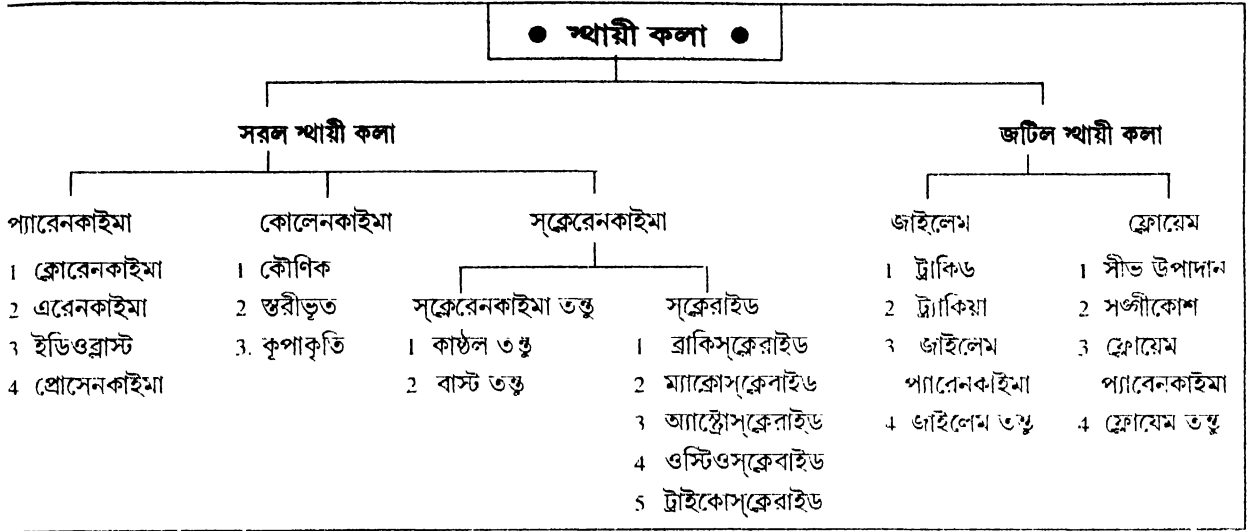 ● স্থায়ী কলা ●
সরল স্থায়ী কলা
জটিল স্থায়ী কলা
প্যারেনকাইমা
1 ক্লোরেনকাইমা
2 এরেনকাইমা
3 ইডিওব্লাস্ট
4 প্রোসেনকাইমা
কোলেনকাইমা
1 কৌণিক
2 স্তরীভূত
3. কূপাকৃতি
স্ক্লেরেনকাইমা
স্ক্লেরেনকাইমা তন্তু
1 কাষ্ঠল তন্তু
2 বাস্ট তন্তু
স্ক্লেরাইড
1 ব্রাকিস্ক্লেরাইড
2 ম্যাক্রোস্ক্লেবাইড
3 অ্যাস্ট্রোস্ক্লেরাইড
4 ওস্টিওস্ক্লেবাইড
5 ট্রাইকোস্ক্লেরাইড
জাইলেম
1 ট্রাকিড
2 ট্র্যাকিয়া
3 জাইলেম
প্যারেনকাইমা
4 জাইলেম তন্তু
ফ্লোয়েম
1 সীভ উপাদান
2 সঙ্গীকোশ
3 ফ্লোয়েম
প্যাবেনকাইমা
4 ফ্লোযেম তন্তু